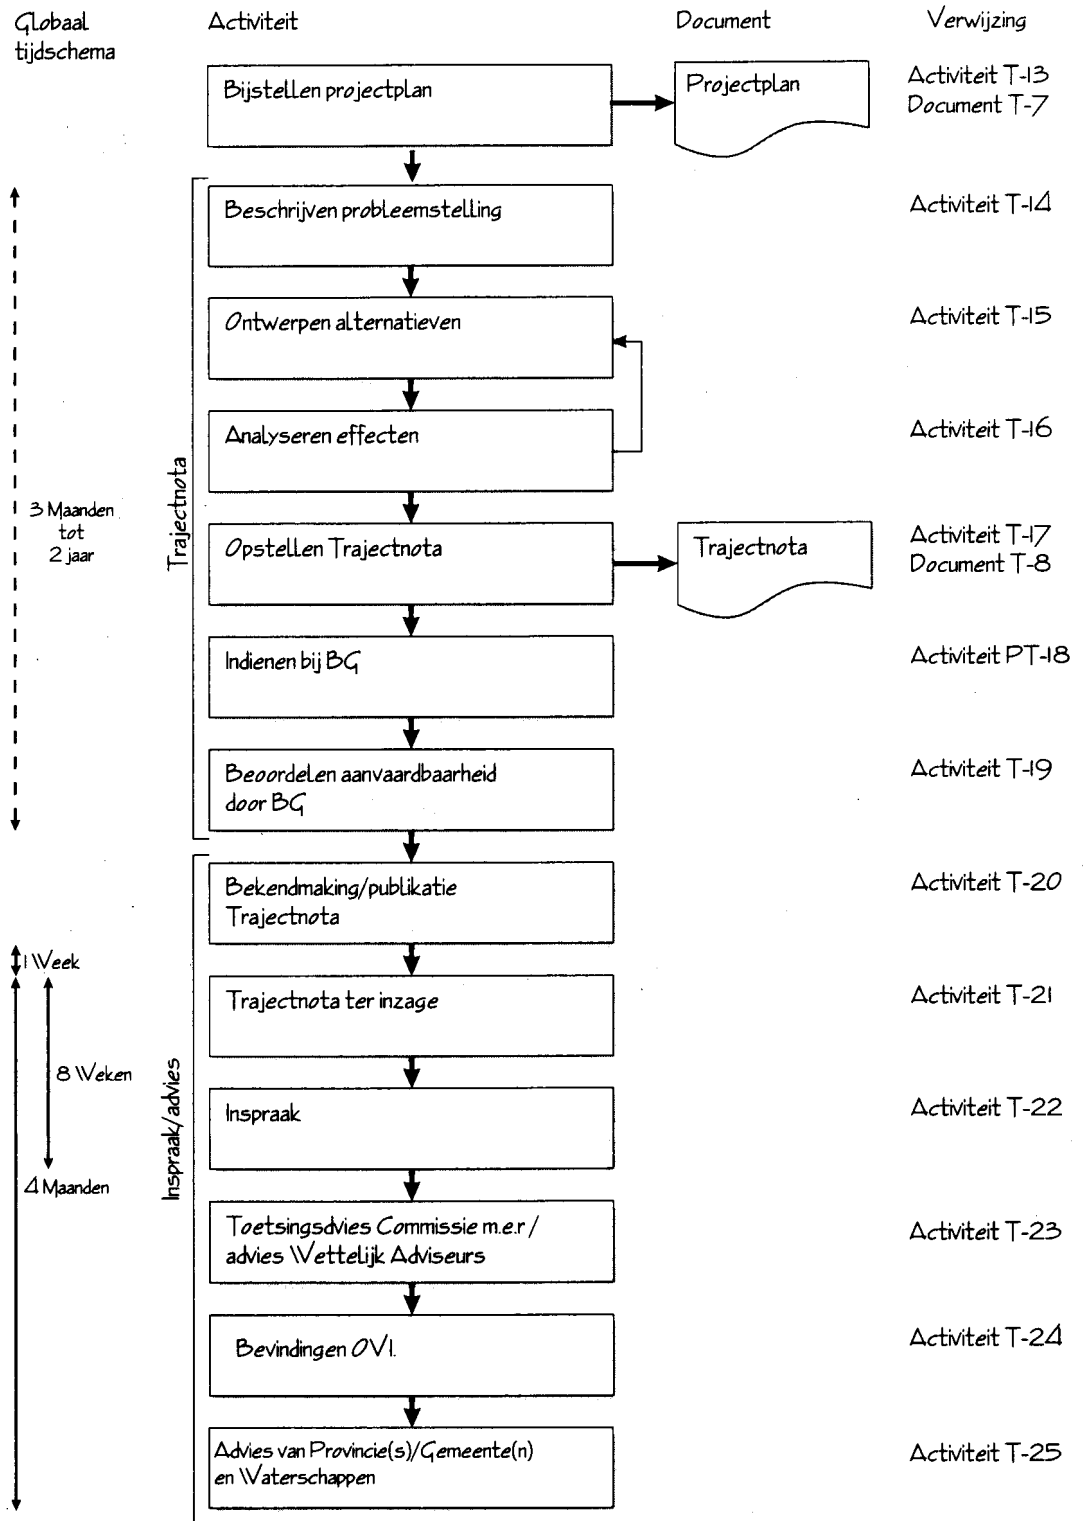 Globaal
tijdschema
Activiteit
Document
Verwijzing
Bijstellen projectplan
Projectplan
Activiteit T-13
Document T-7
Beschrijven probleemstelling
Activiteit T-14
Ontwerpen alternatieven
Activiteit T-15
Analyseren effecten
Activiteit T-16
3 Maanden
tot
2 jaar
Trajectnota
Opstellen Trajectnota
Trajectnota
Activiteit T-17
Document T-8
Indienen bij BG
Activiteit PT-18
Beoordelen aanvaardbaarheid
door BG
Activiteit T-19
Bekendmaking/publikatie
Trajectnota
Activiteit T-20
1 Week
Trajectnota ter inzage
Activiteit T-21
8 Weken
Inspraak/advies
Inspraak
Activiteit T-22
4 Maanden
Toetsingsdvies Commissie m.e.r /
advies Wettelijk Adviseurs
Activiteit T-23
Bevindingen OVI.
Activiteit T-24
Advies van Provincie(s)/Gemeente(n)
en Waterschappen
Activiteit T-25